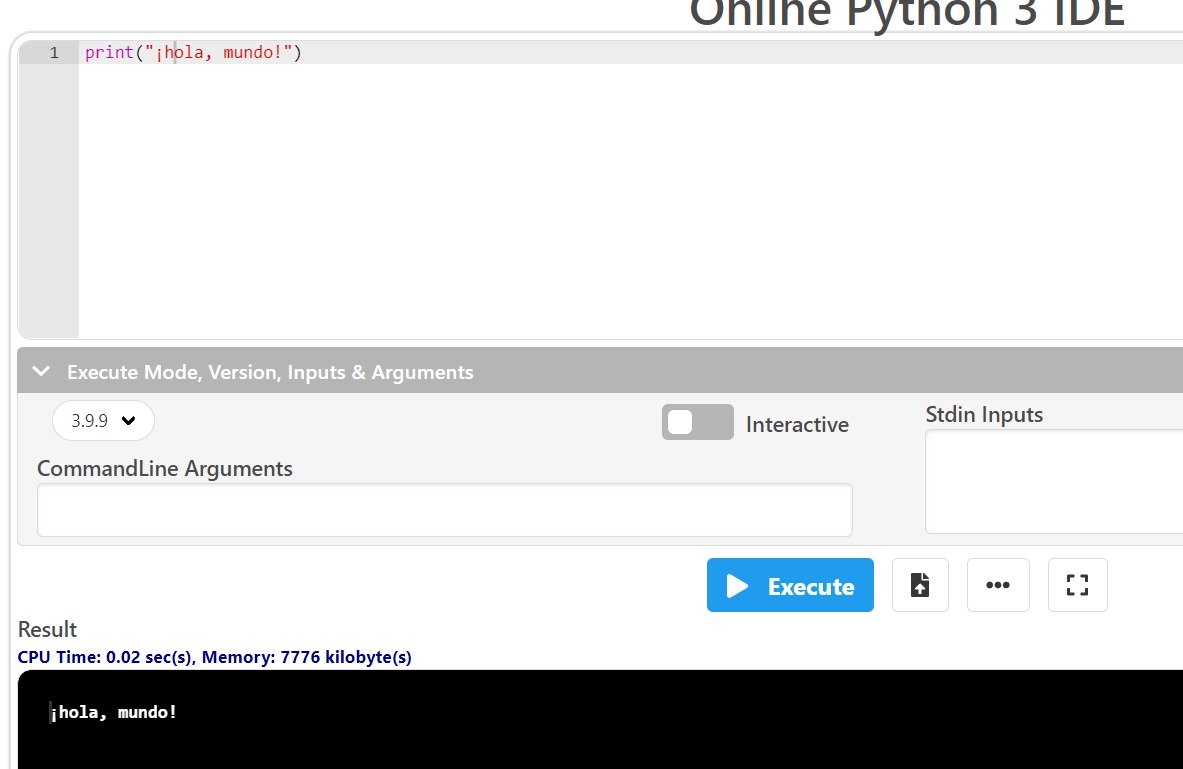 Online Python 3 IDE
1 print("¡hola, mundo!")
Execute Mode, Version, Inputs & Arguments
3.9.9
Interactive
Stdin Inputs
CommandLine Arguments
Execute
Result
CPU Time: 0.02 sec(s), Memory: 7776 kilobyte(s)
¡hola, mundo!